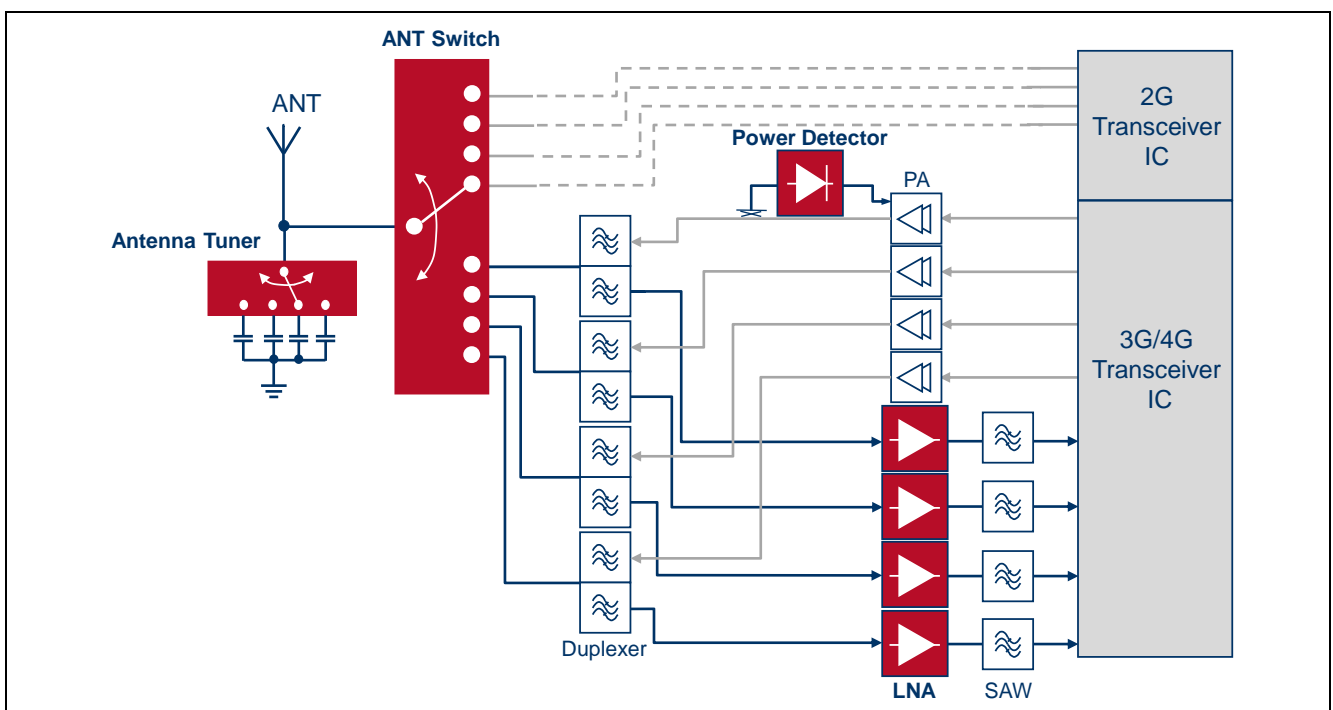 ANT Switch
ANT
2G
Transceiver
IC
Power Detector
PA
Antenna Tuner
3G/4G
Transceiver
IC
Duplexer
LNA
SAW